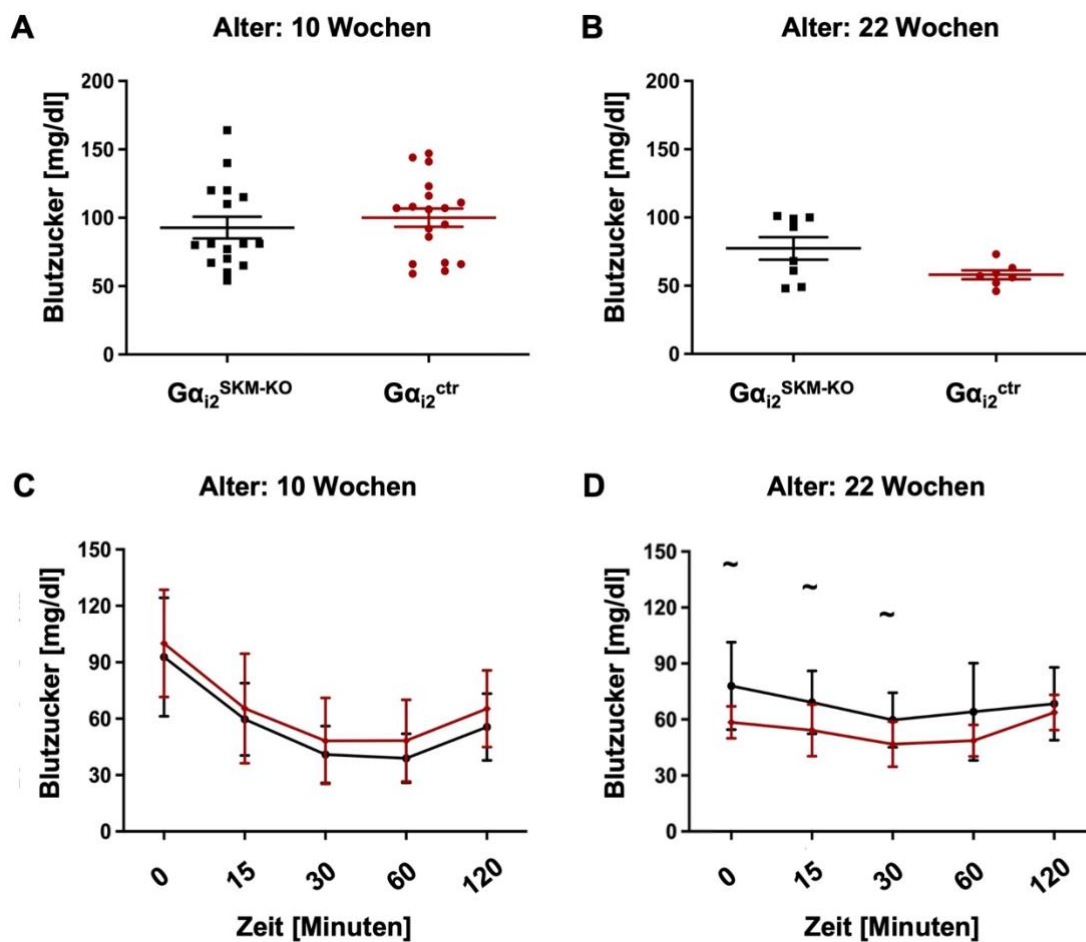 A
Alter: 10 Wochen
Blutzucker [mg/dl]
200
150
100
50
0
Gαi2SKM-KO
Gαi2ctr
B
Alter: 22 Wochen
Blutzucker [mg/dl]
200
150
100
50
0
Gαi2SKM-KO
Gαi2ctr
C
Alter: 10 Wochen
Blutzucker [mg/dl]
150
120
90
60
30
0
0
15
30
60
120
Zeit [Minuten]
D
Alter: 22 Wochen
Blutzucker [mg/dl]
150
120
90
60
30
0
~
~
~
0
15
30
60
120
Zeit [Minuten]